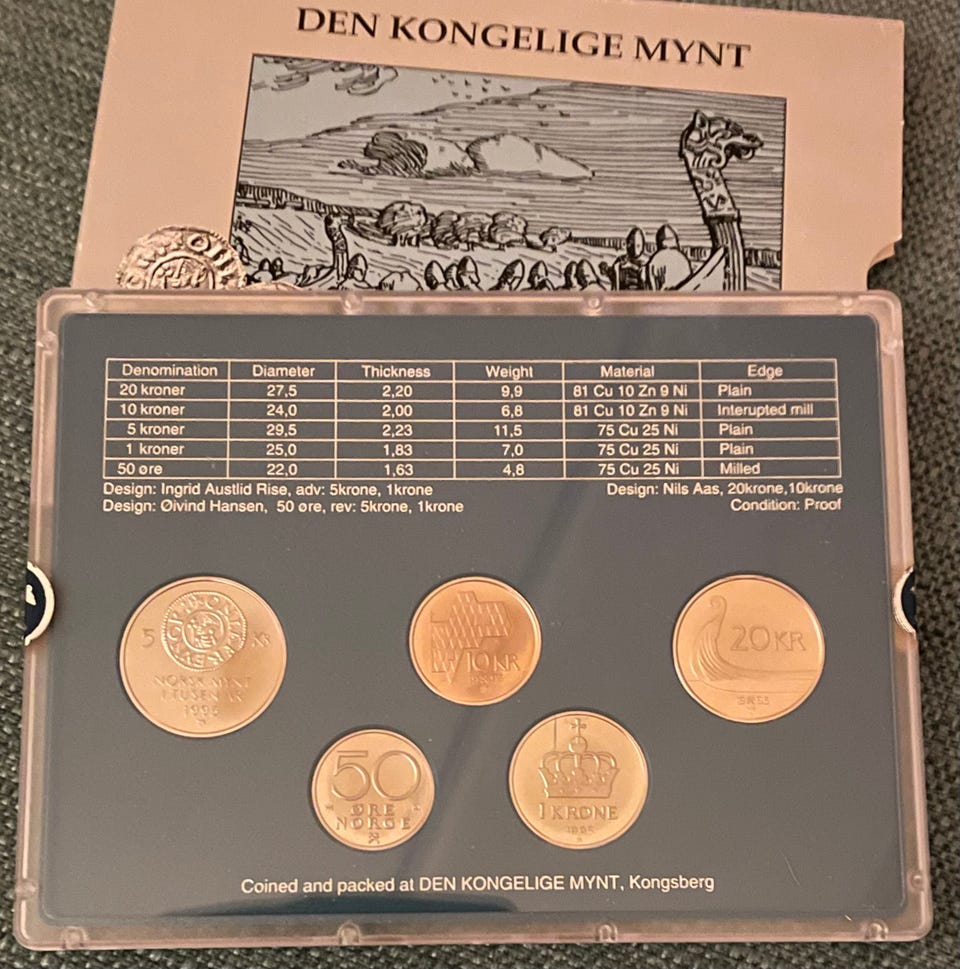 DEN KONGELIGE MYNT
Denomination Diameter Thickness Weight Material Edge
20 kroner 27,5 2,20 9,9 81 Cu 10 Zn 9 Ni Plain
10 kroner 24,0 2,00 6,8 81 Cu 10 Zn 9 Ni Interupted mill
5 kroner 29,5 2,23 11,5 75 Cu 25 Ni Plain
1 kroner 25,0 1,83 7,0 75 Cu 25 Ni Plain
50 øre 22,0 1,63 4,8 75 Cu 25 Ni Milled
Design: Ingrid Austlid Rise, adv: 5krone, 1krone
Design: Nils Aas, 20krone,10krone
Design: Øivind Hansen, 50 øre, rev: 5krone, 1krone
Condition: Proof
5 KR
NORSK MYNT
I TUSEN ÅR
1995
10 KR
1995
20 KR
1995
50
ØRE
NORGE
1 KRONE
1995
Coined and packed at DEN KONGELIGE MYNT, Kongsberg